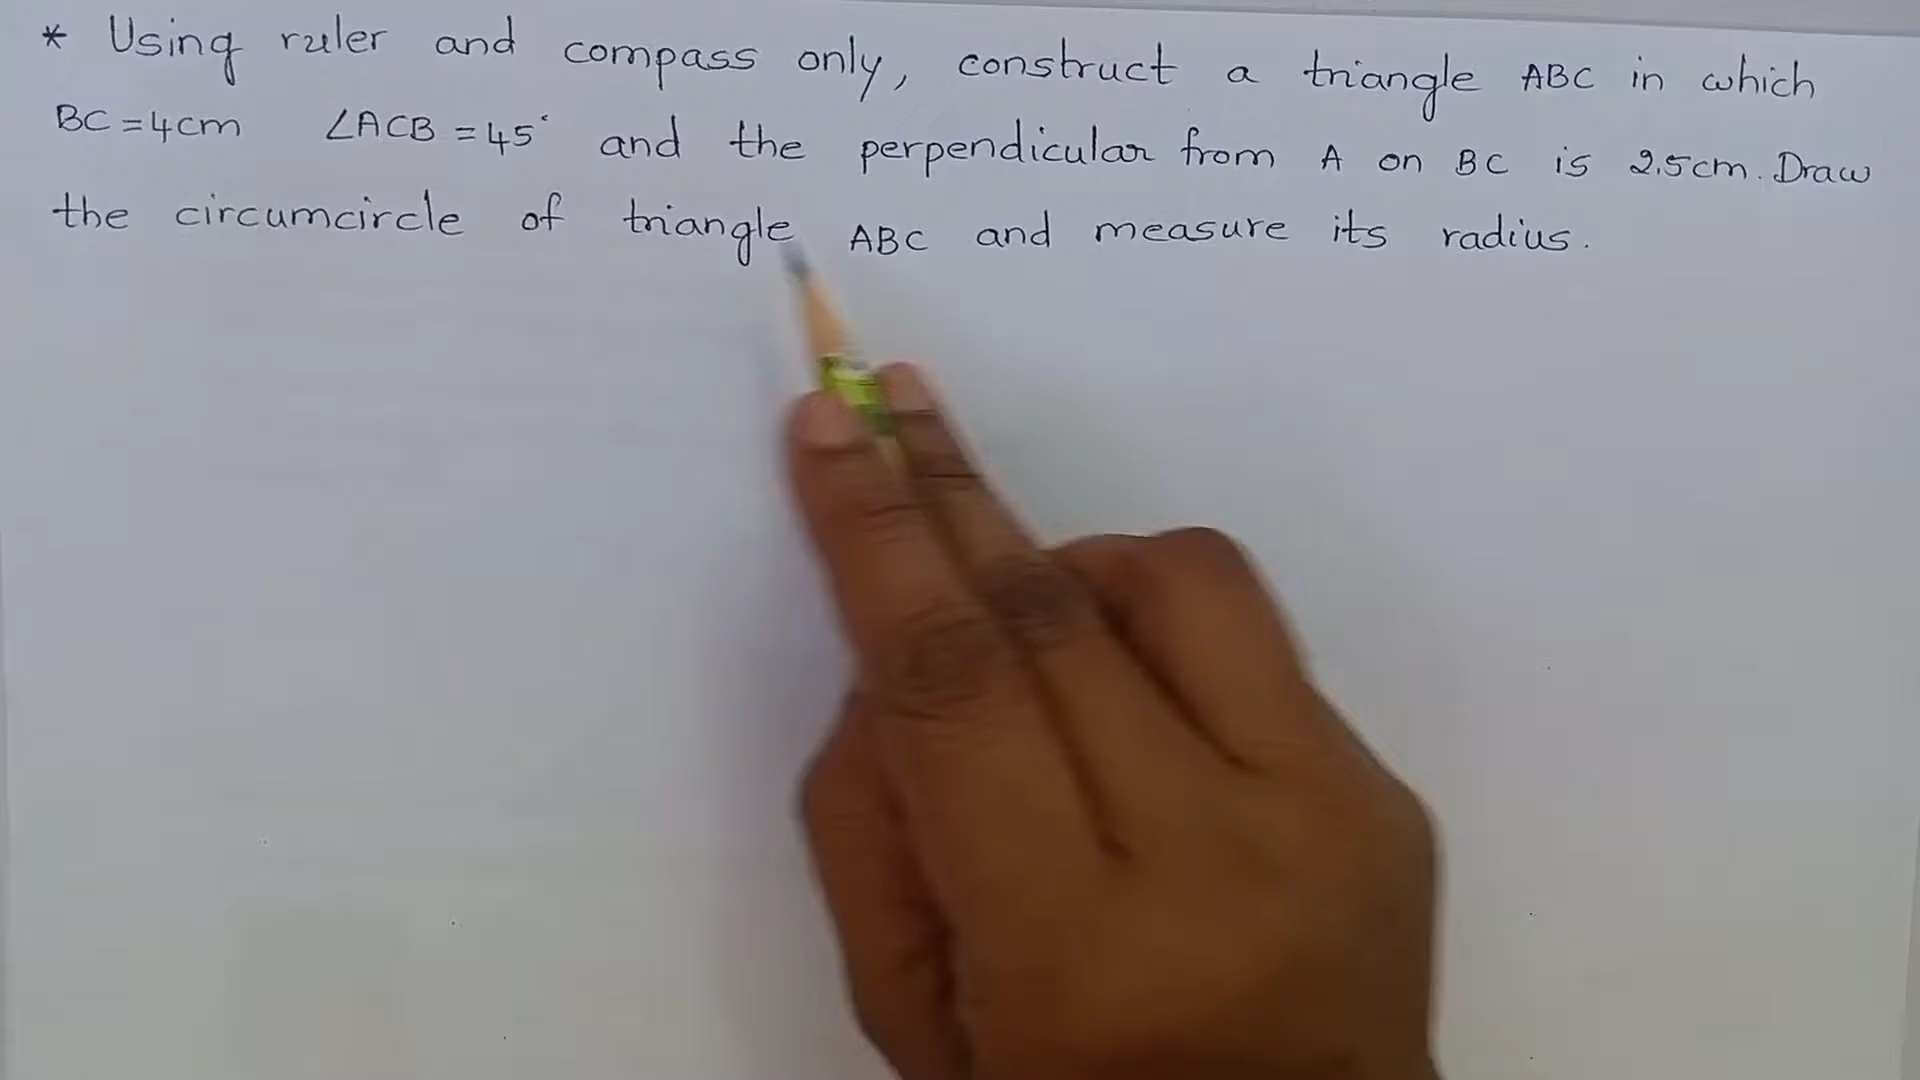 * Using ruler and compass only, construct a triangle ABC in which
BC = 4cm ∠ACB = 45° and the perpendicular from A on BC is 2.5cm. Draw
the circumcircle of triangle ABC and measure its radius.